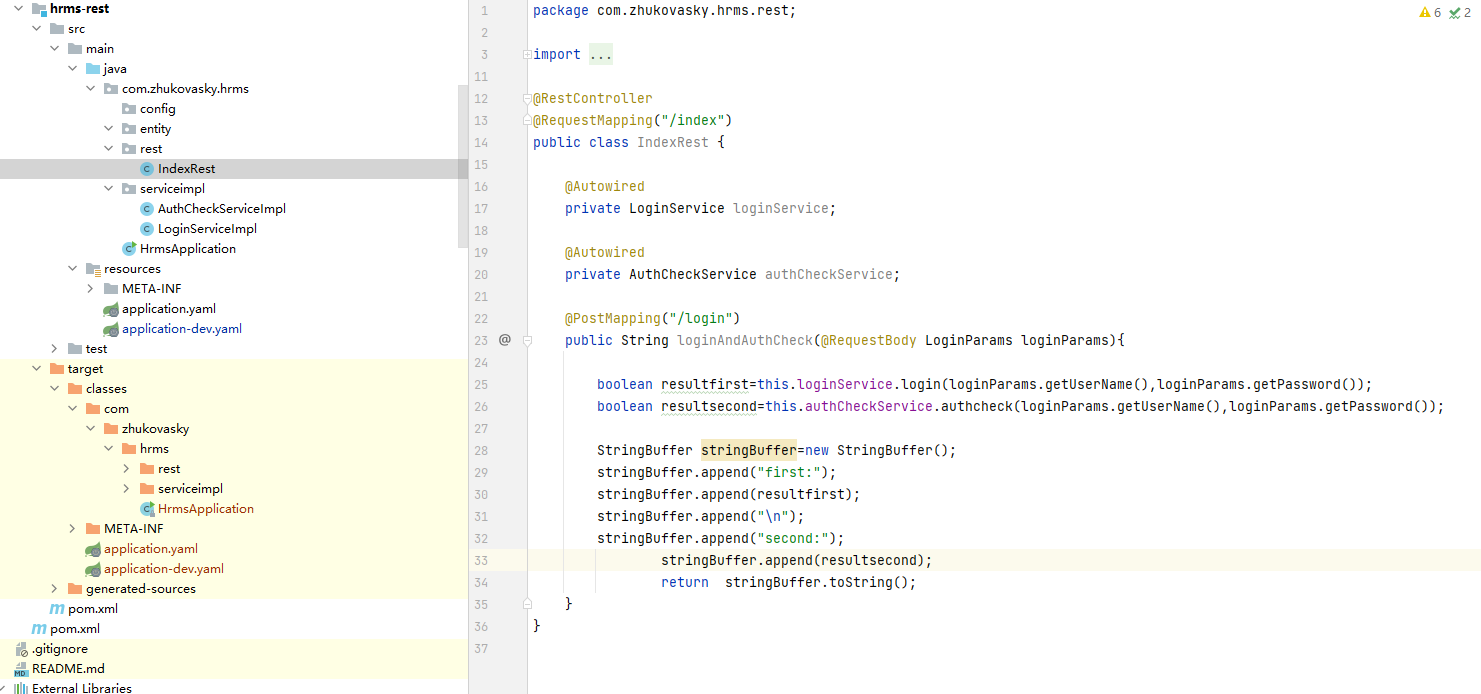 hrms-rest
src
main
java
com.zhukovasky.hrms
config
entity
rest
IndexRest
serviceimpl
AuthCheckServiceImpl
LoginServiceImpl
HrmsApplication
resources
META-INF
application.yaml
application-dev.yaml
test
target
classes
com
zhukovasky
hrms
rest
serviceimpl
HrmsApplication
META-INF
application.yaml
application-dev.yaml
generated-sources
pom.xml
pom.xml
.gitignore
README.md
External Libraries
6 2
1 package com.zhukovasky.hrms.rest;
2
3 import ...
11
12 @RestController
13 @RequestMapping("/index")
14 public class IndexRest {
15
16 @Autowired
17 private LoginService loginService;
18
19 @Autowired
20 private AuthCheckService authCheckService;
21
22 @PostMapping("/login")
23 @ public String loginAndAuthCheck(@RequestBody LoginParams loginParams){
24
25 boolean resultfirst=this.loginService.login(loginParams.getUserName(),loginParams.getPassword());
26 boolean resultsecond=this.authCheckService.authcheck(loginParams.getUserName(),loginParams.getPassword());
27
28 StringBuffer stringBuffer=new StringBuffer();
29 stringBuffer.append("first:");
30 stringBuffer.append(resultfirst);
31 stringBuffer.append("\n");
32 stringBuffer.append("second:");
33 stringBuffer.append(resultsecond);
34 return  stringBuffer.toString();
35 }
36 }
37